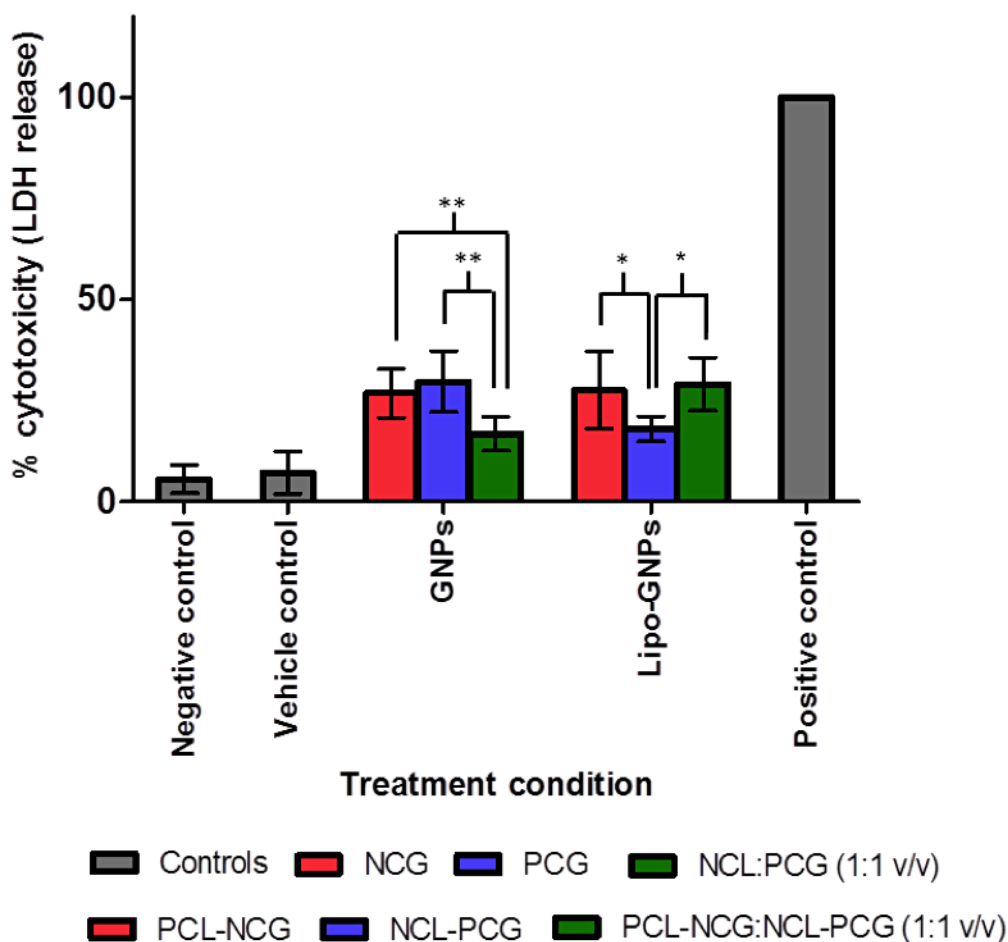 % cytotoxicity (LDH release)
100
50
0
**
**
*
*
Negative control
Vehicle control
GNPs
Lipo-GNPs
Positive control
Treatment condition
Controls NCG PCG NCL:PCG (1:1 v/v)
PCL-NCG NCL-PCG PCL-NCG:NCL-PCG (1:1 v/v)